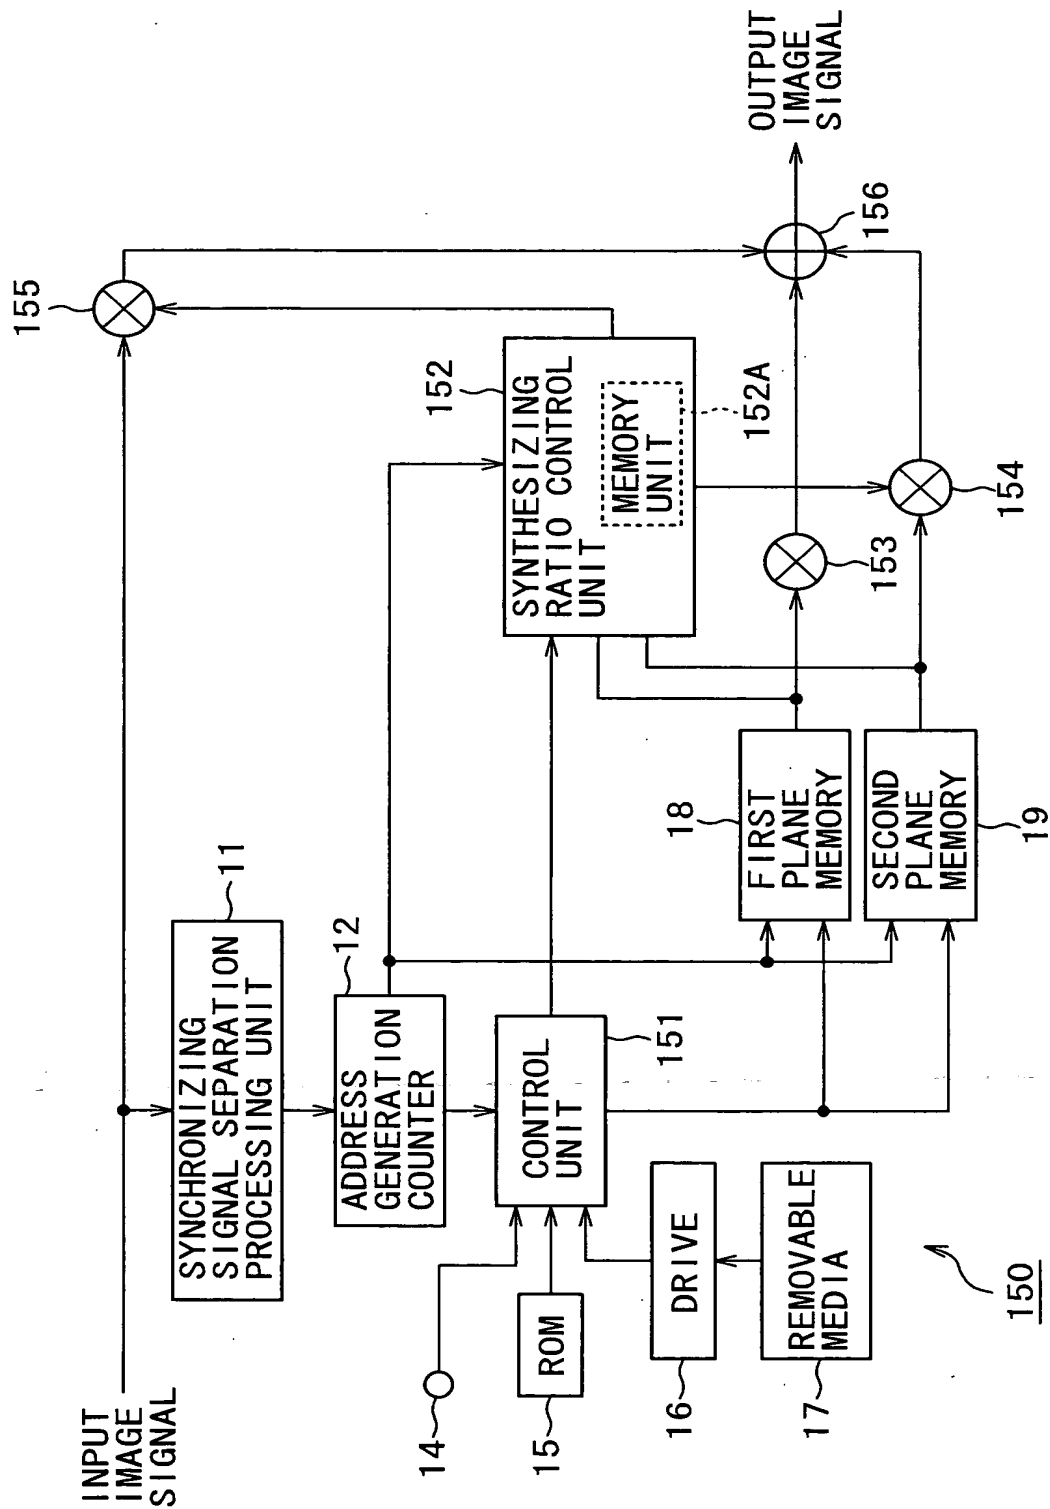 INPUT
IMAGE
SIGNAL
SYNCHRONIZING
SIGNAL SEPARATION
PROCESSING UNIT
11
ADDRESS
GENERATION
COUNTER
12
14
ROM
15
CONTROL
UNIT
151
DRIVE
16
REMOVABLE
MEDIA
17
150
SYNTHESIZING
RATIO CONTROL
UNIT
152
MEMORY
UNIT
152A
FIRST
PLANE
MEMORY
18
SECOND
PLANE
MEMORY
19
153
154
155
156
OUTPUT
IMAGE
SIGNAL